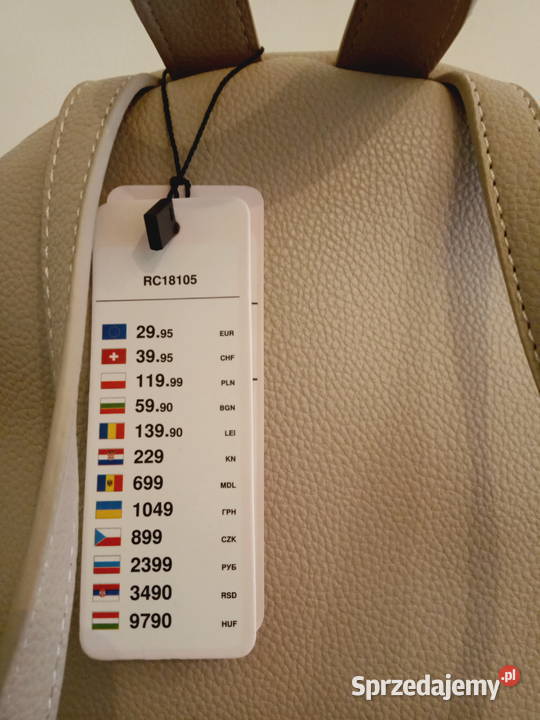 RC18105
29.95 EUR
39.95 CHF
119.99 PLN
59.90 BGN
139.90 LEI
229 KN
699 MDL
1049 ГРН
899 CZK
2399 РУБ
3490 RSD
9790 HUF
Sprzedajemy.pl